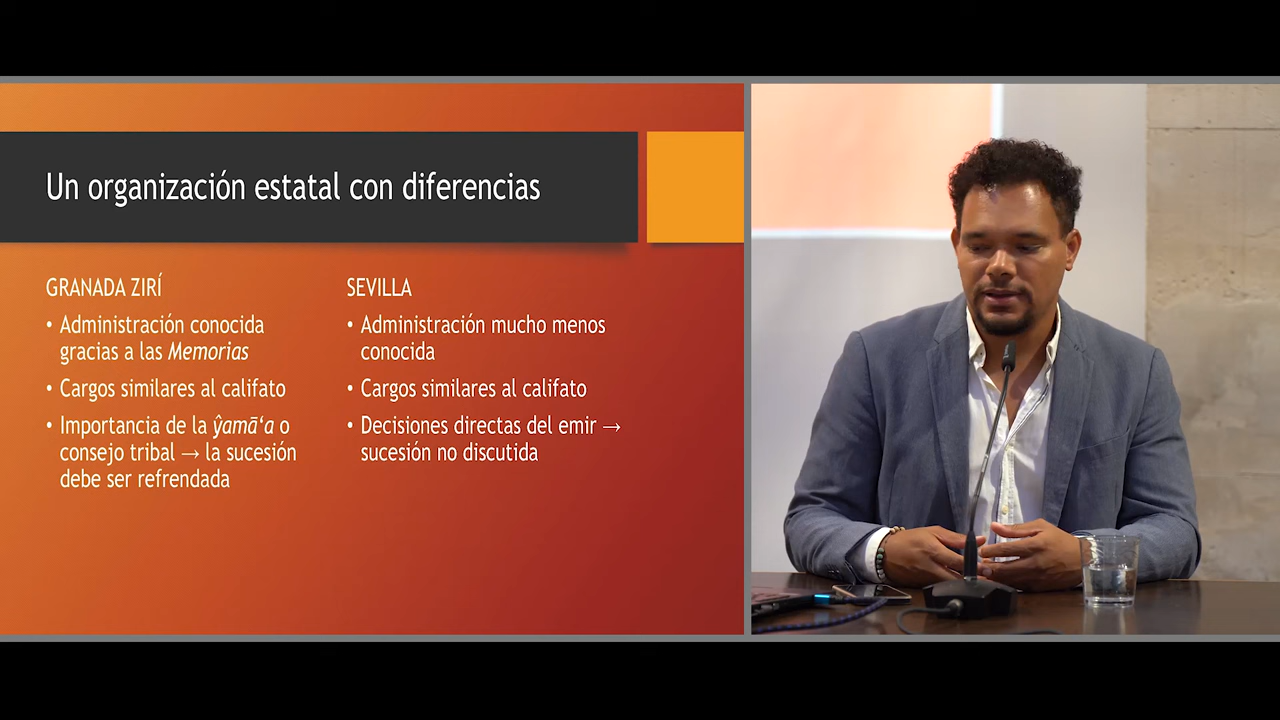 Un organización estatal con diferencias
GRANADA ZIRÍ
• Administración conocida
gracias a las Memorias
• Cargos similares al califato
• Importancia de la ŷamā‘a o
consejo tribal → la sucesión
debe ser refrendada
SEVILLA
• Administración mucho menos
conocida
• Cargos similares al califato
• Decisiones directas del emir →
sucesión no discutida